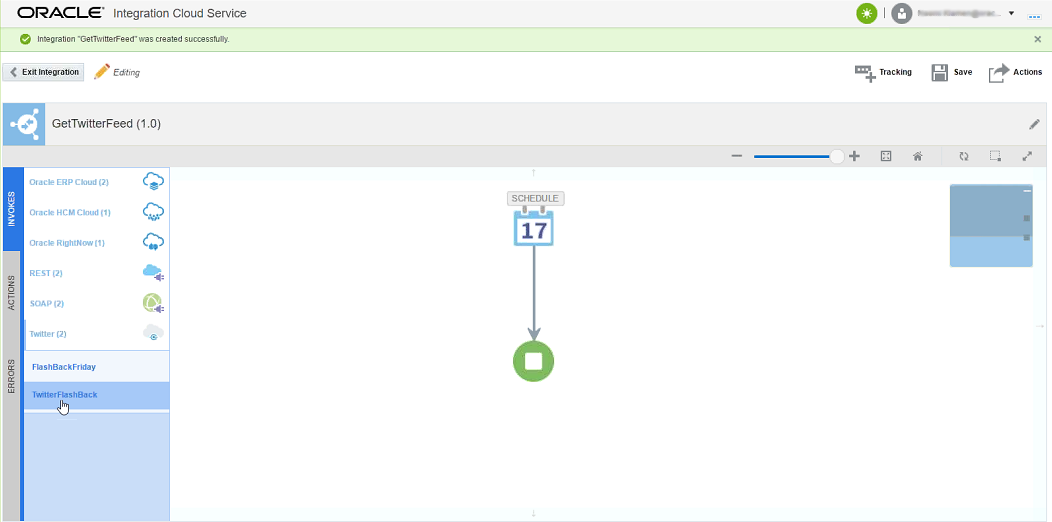 ORACLE Integration Cloud Service
Integration "GetTwitterFeed" was created successfully.
Exit Integration Editing Tracking Save Actions
GetTwitterFeed (1.0)
INVOKES
ACTIONS
ERRORS
Oracle ERP Cloud (2)
Oracle HCM Cloud (1)
Oracle RightNow (1)
REST (2)
SOAP (2)
Twitter (2)
FlashBackFriday
TwitterFlashBack
SCHEDULE
17